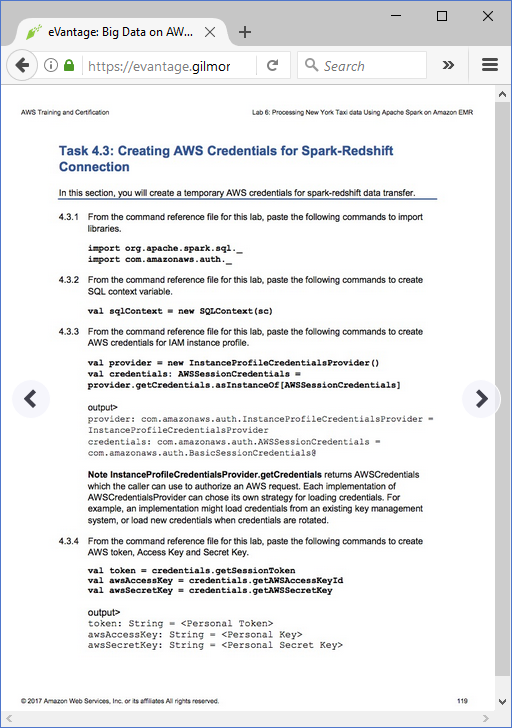 eVantage: Big Data on AW...
https://evantage.gilmor
Search
AWS Training and Certification
Lab 6: Processing New York Taxi data Using Apache Spark on Amazon EMR
Task 4.3: Creating AWS Credentials for Spark-Redshift
Connection
In this section, you will create a temporary AWS credentials for spark-redshift data transfer.
4.3.1 From the command reference file for this lab, paste the following commands to import
libraries.
import org.apache.spark.sql._
import com.amazonaws.auth._
4.3.2 From the command reference file for this lab, paste the following commands to create
SQL context variable.
val sqlContext = new SQLContext(sc)
4.3.3 From the command reference file for this lab, paste the following commands to create
AWS credentials for IAM instance profile.
val provider = new InstanceProfileCredentialsProvider()
val credentials: AWSSessionCredentials =
provider.getCredentials.asInstanceOf[AWSSessionCredentials]
output>
provider: com.amazonaws.auth.InstanceProfileCredentialsProvider =
InstanceProfileCredentialsProvider
credentials: com.amazonaws.auth.AWSSessionCredentials =
com.amazonaws.auth.BasicSessionCredentials@
Note InstanceProfileCredentialsProvider.getCredentials returns AWSCredentials
which the caller can use to authorize an AWS request. Each implementation of
AWSCredentialsProvider can chose its own strategy for loading credentials. For
example, an implementation might load credentials from an existing key management
system, or load new credentials when credentials are rotated.
4.3.4 From the command reference file for this lab, paste the following commands to create
AWS token, Access Key and Secret Key.
val token = credentials.getSessionToken
val awsAccessKey = credentials.getAWSAccessKeyId
val awsSecretKey = credentials.getAWSSecretKey
output>
token: String = <Personal Token>
awsAccessKey: String = <Personal Key>
awsSecretKey: String = <Personal Secret Key>
© 2017 Amazon Web Services, Inc. or its affiliates All rights reserved.
119